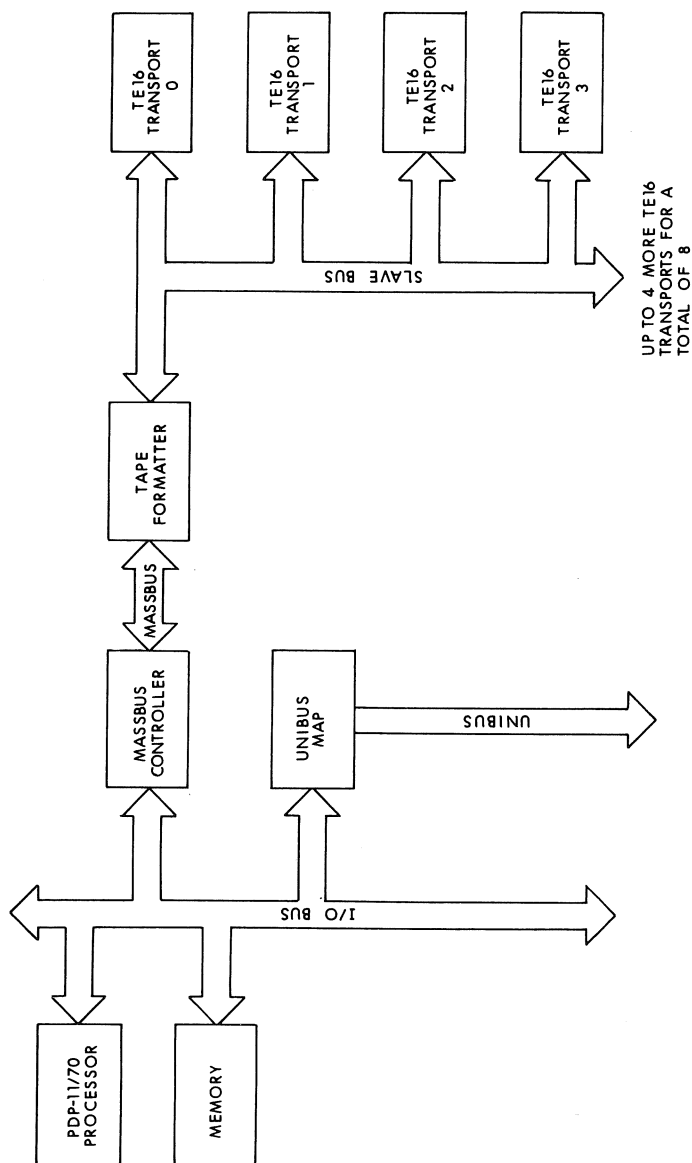 PDP-11/70
PROCESSOR
MEMORY
I/O BUS
MASSBUS
CONTROLLER
UNIBUS
MAP
UNIBUS
MASSBUS
TAPE
FORMATTER
SLAVE BUS
TE16
TRANSPORT
0
TE16
TRANSPORT
1
TE16
TRANSPORT
2
TE16
TRANSPORT
3
UP TO 4 MORE TE16
TRANSPORTS FOR A
TOTAL OF 8